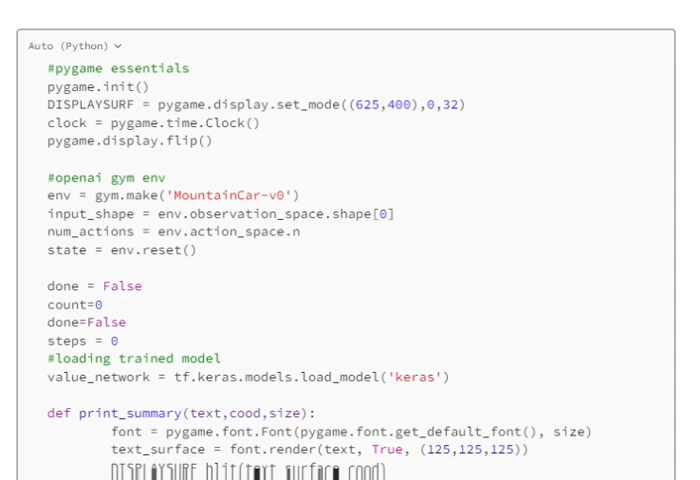 Auto (Python)
#pygame essentials
pygame.init()
DISPLAYSURF = pygame.display.set_mode((625,400),0,32)
clock = pygame.time.Clock()
pygame.display.flip()
#openai gym env
env = gym.make('MountainCar-v0')
input_shape = env.observation_space.shape[0]
num_actions = env.action_space.n
state = env.reset()
done = False
count=0
done=False
steps = 0
#loading trained model
value_network = tf.keras.models.load_model('keras')
def print_summary(text,cood,size):
font = pygame.font.Font(pygame.font.get_default_font(), size)
text_surface = font.render(text, True, (125,125,125))
DISPLAYSURF.blit(text_surface,cood)